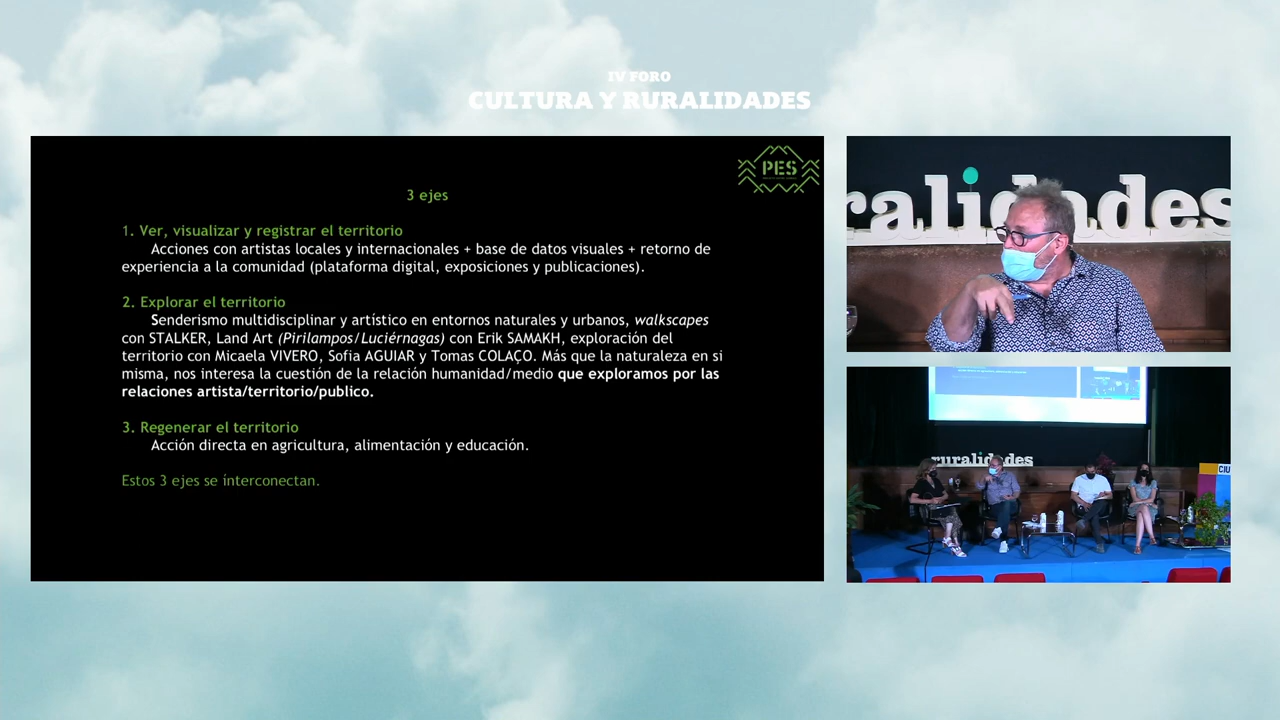 IV FORO
CULTURA Y RURALIDADES
PES
3 ejes
1. Ver, visualizar y registrar el territorio
Acciones con artistas locales y internacionales + base de datos visuales + retorno de
experiencia a la comunidad (plataforma digital, exposiciones y publicaciones).
2. Explorar el territorio
Senderismo multidisciplinar y artístico en entornos naturales y urbanos, walkscapes
con STALKER, Land Art (Pirilampos/Luciérnagas) con Erik SAMAKH, exploración del
territorio con Micaela VIVERO, Sofia AGUIAR y Tomas COLAÇO. Más que la naturaleza en si
misma, nos interesa la cuestión de la relación humanidad/medio que exploramos por las
relaciones artista/territorio/publico.
3. Regenerar el territorio
Acción directa en agricultura, alimentación y educación.
Estos 3 ejes se interconectan.
ralidades
ruralidades
CIU